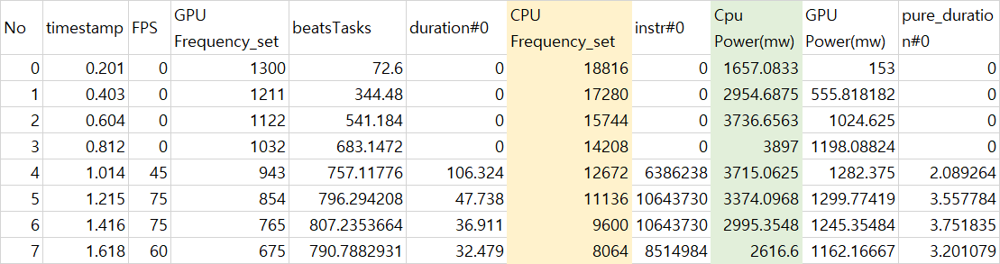 No timestamp FPS GPU Frequency_set beatsTasks duration#0 CPU Frequency_set instr#0 Cpu Power(mw) GPU Power(mw) pure_duration#0
0 0.201 0 1300 72.6 0 18816 0 1657.0833 153 0
1 0.403 0 1211 344.48 0 17280 0 2954.6875 555.818182 0
2 0.604 0 1122 541.184 0 15744 0 3736.6563 1024.625 0
3 0.812 0 1032 683.1472 0 14208 0 3897 1198.08824 0
4 1.014 45 943 757.11776 106.324 12672 6386238 3715.0625 1282.375 2.089264
5 1.215 75 854 796.294208 47.738 11136 10643730 3374.0968 1299.77419 3.557784
6 1.416 75 765 807.2353664 36.911 9600 10643730 2995.3548 1245.35484 3.751835
7 1.618 60 675 790.7882931 32.479 8064 8514984 2616.6 1162.16667 3.201079